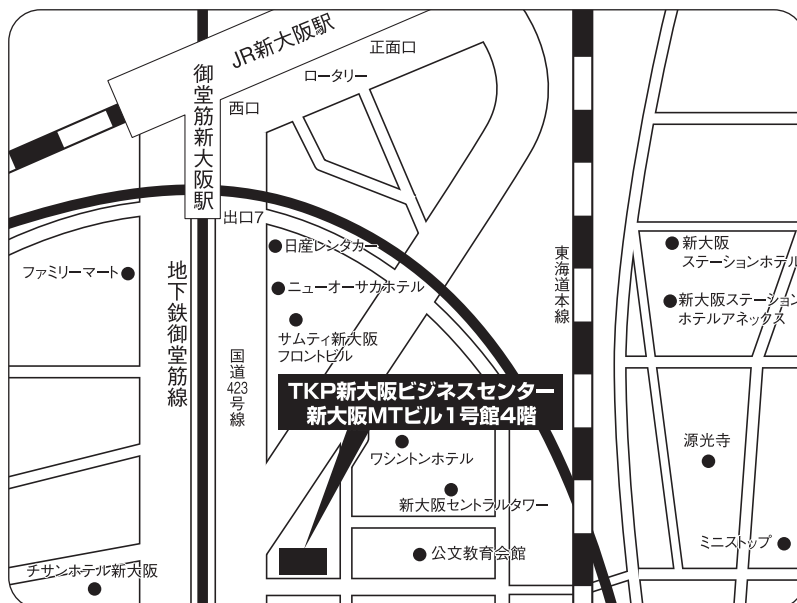 JR新大阪駅
正面口
ロータリー
西口
御堂筋新大阪駅
出口7
日産レンタカー
ファミリーマート
ニューオーサカホテル
サムティ新大阪
フロントビル
地下鉄御堂筋線
国道423号線
東海道本線
新大阪
ステーションホテル
新大阪ステーション
ホテルアネックス
TKP新大阪ビジネスセンター
新大阪MTビル1号館4階
ワシントンホテル
源光寺
新大阪セントラルタワー
公文教育会館
ミニストップ
チサンホテル新大阪